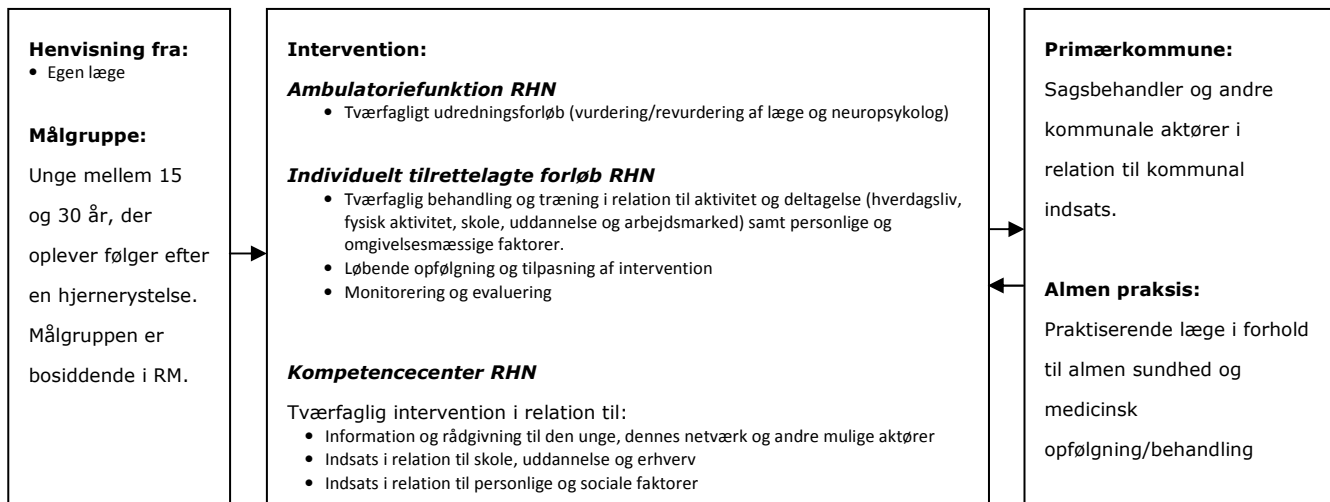 Henvisning fra:
• Egen læge
Målgruppe:
Unge mellem 15
og 30 år, der
oplever følger efter
en hjernerystelse.
Målgruppen er
bosiddende i RM.
Intervention:
Ambulatoriefunktion RHN
• Tværfagligt udredningsforløb (vurdering/revurdering af læge og neuropsykolog)
Individuelt tilrettelagte forløb RHN
• Tværfaglig behandling og træning i relation til aktivitet og deltagelse (hverdagsliv,
fysisk aktivitet, skole, uddannelse og arbejdsmarked) samt personlige og
omgivelsesmæssige faktorer.
• Løbende opfølgning og tilpasning af intervention
• Monitorering og evaluering
Kompetencecenter RHN
Tværfaglig intervention i relation til:
• Information og rådgivning til den unge, dennes netværk og andre mulige aktører
• Indsats i relation til skole, uddannelse og erhverv
• Indsats i relation til personlige og sociale faktorer
Primærkommune:
Sagsbehandler og andre
kommunale aktører i
relation til kommunal
indsats.
Almen praksis:
Praktiserende læge i forhold
til almen sundhed og
medicinsk
opfølgning/behandling